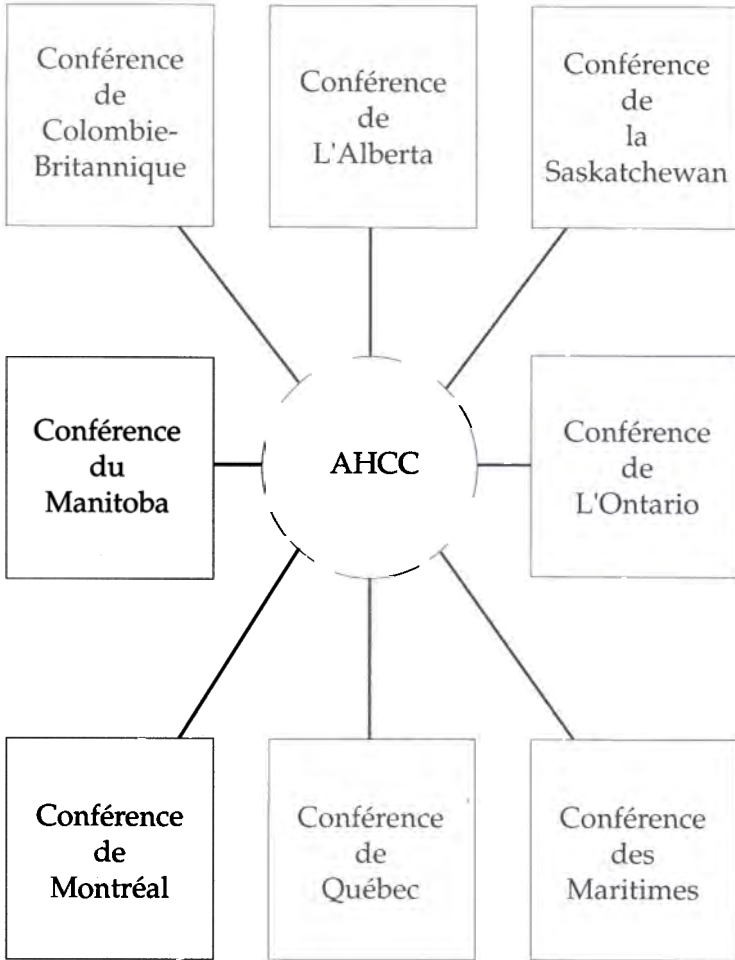 Conférence
de
Colombie-
Britannique
Conférence
de
L'Alberta
Conférence
de
la
Saskatchewan
Conférence
du
Manitoba
AHCC
Conférence
de
L'Ontario
Conférence
de
Montréal
Conférence
de
Québec
Conférence
des
Maritimes